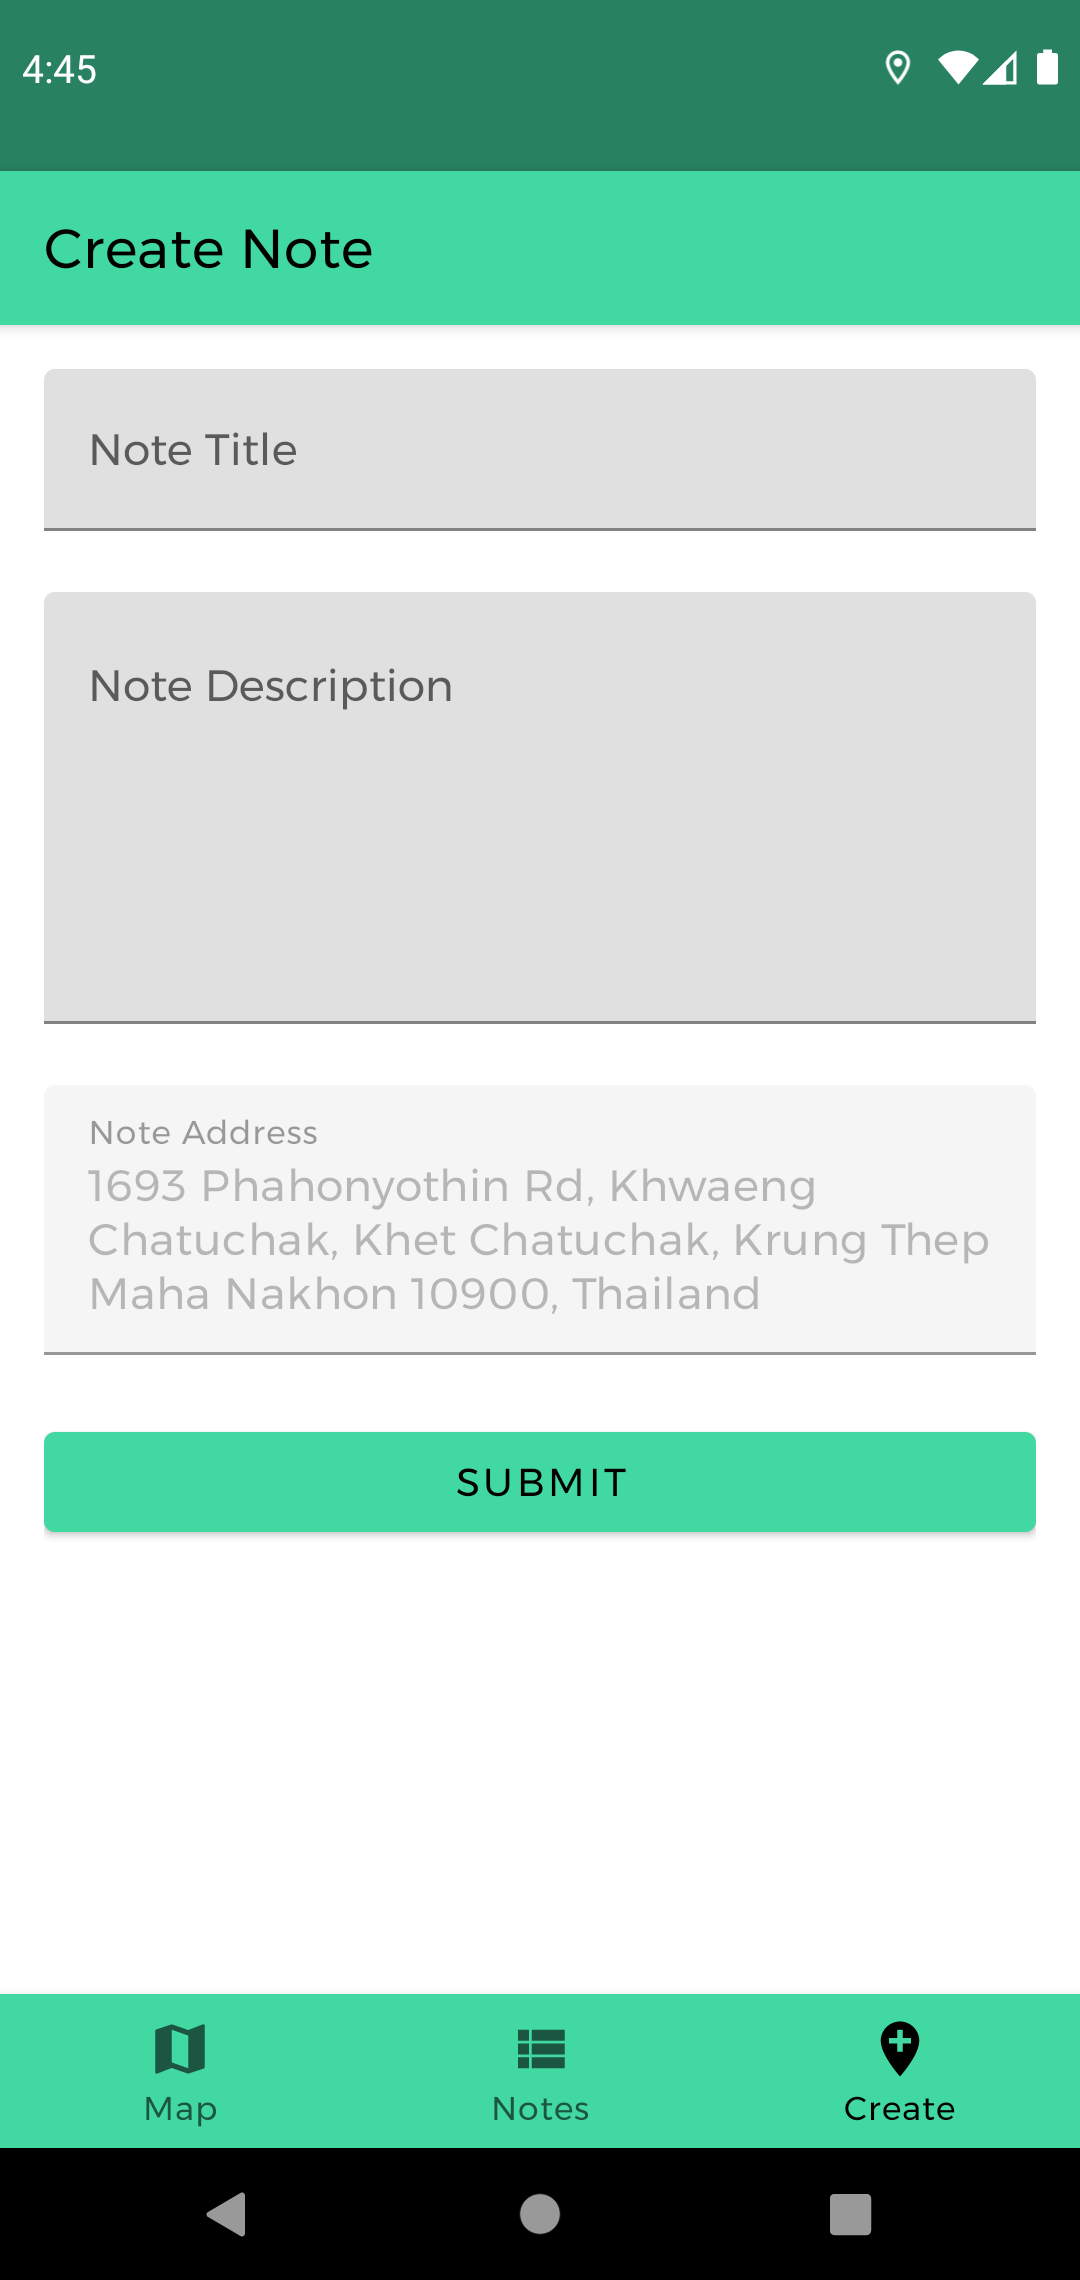 4:45
Create Note
Note Title
Note Description
Note Address
1693 Phahonyothin Rd, Khwaeng
Chatuchak, Khet Chatuchak, Krung Thep
Maha Nakhon 10900, Thailand
SUBMIT
Map
Notes
Create